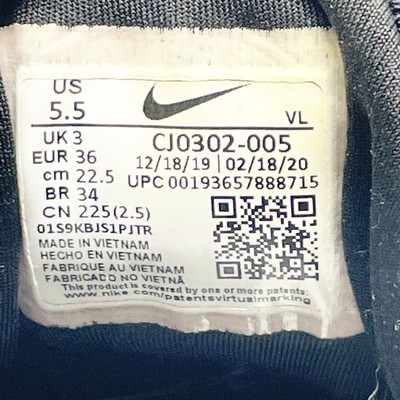 US
5.5
VL
UK 3
EUR 36
cm 22.5
BR 34
CN 225(2.5)
CJ0302-005
12/18/19 | 02/18/20
UPC 00193657888715
01S9KBJS1PJTR
MADE IN VIETNAM
HECHO EN VIETNAM
FABRIQUE AU VIETNAM
FABRICADO NO VIETNÃ
This product is covered by one or more patents.
www.nike.com/patentsvirtualmarking